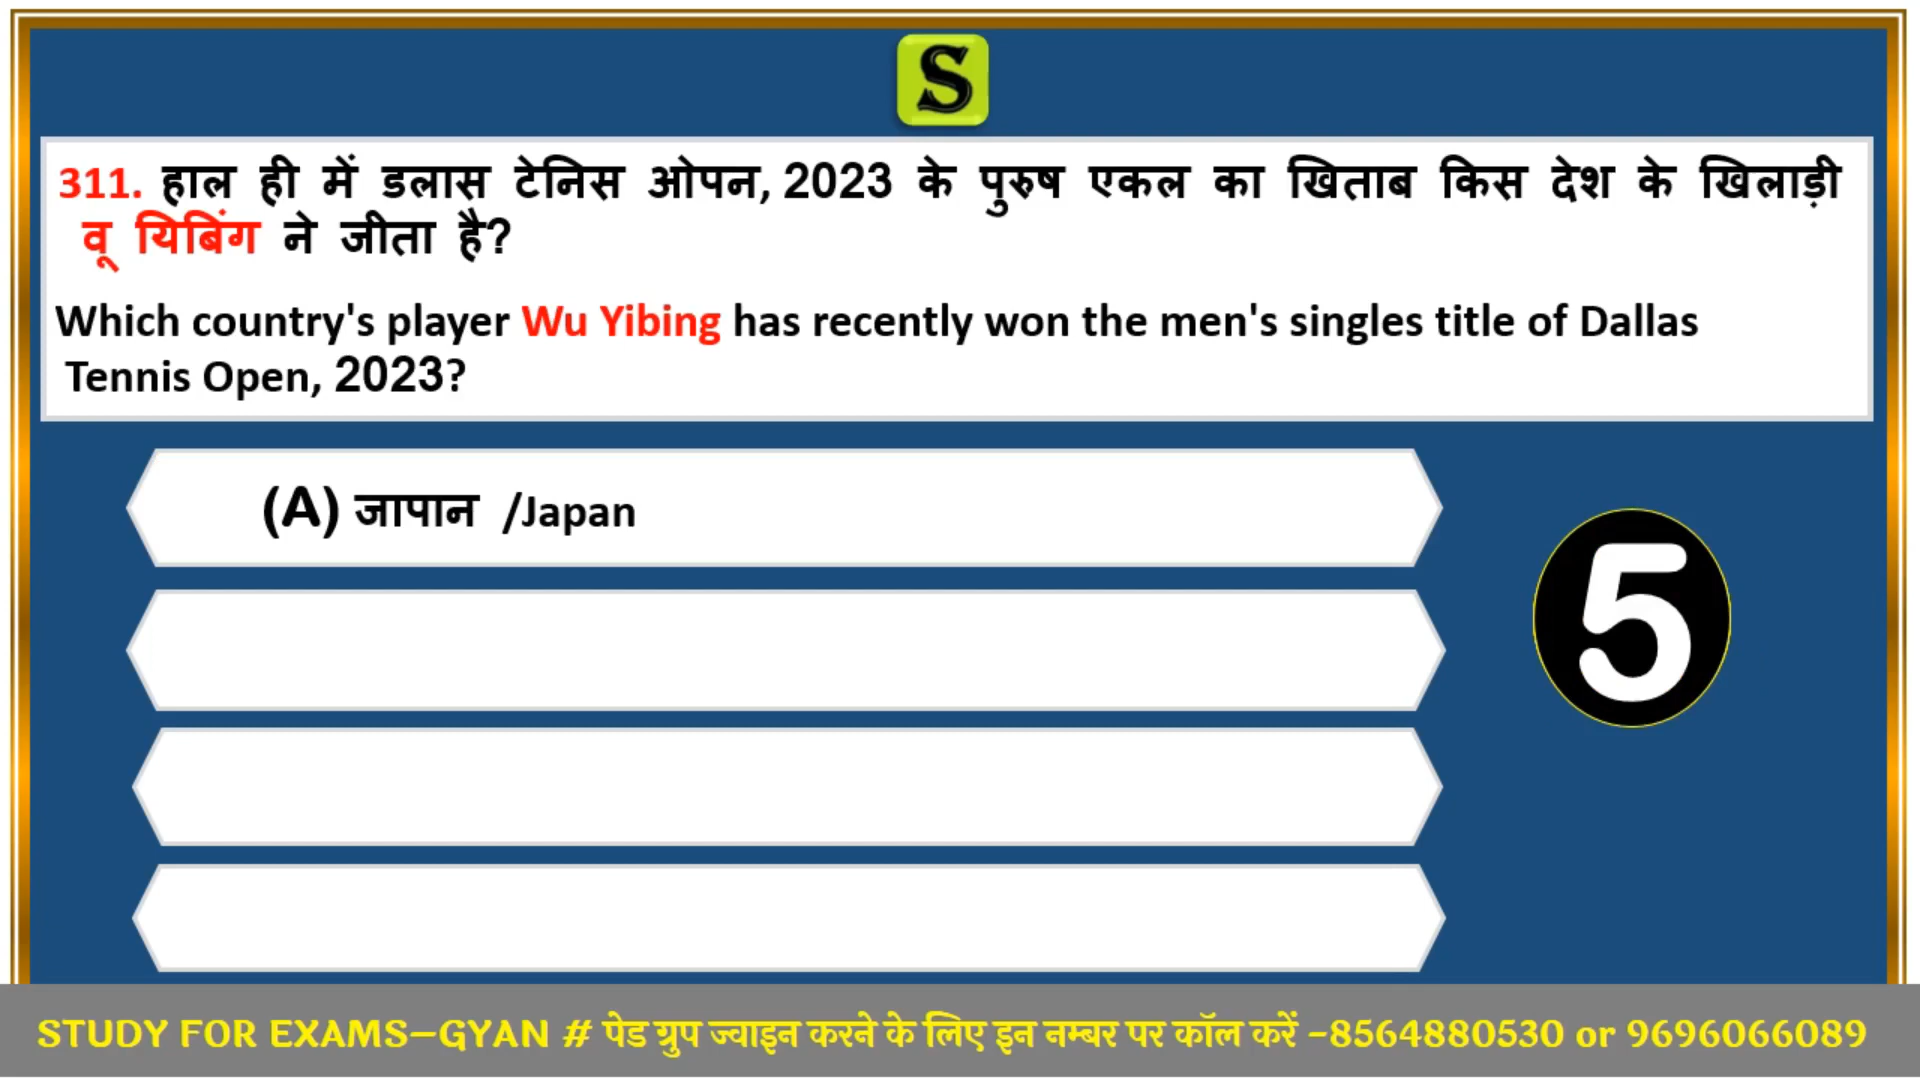 S
311. हाल ही में डलास टेनिस ओपन, 2023 के पुरुष एकल का खिताब किस देश के खिलाड़ी
वू यिबिंग ने जीता है?
Which country's player Wu Yibing has recently won the men's singles title of Dallas
Tennis Open, 2023?
(A) जापान /Japan
5
STUDY FOR EXAMS–GYAN # पेड ग्रुप ज्वाइन करने के लिए इन नम्बर पर कॉल करें -8564880530 or 9696066089